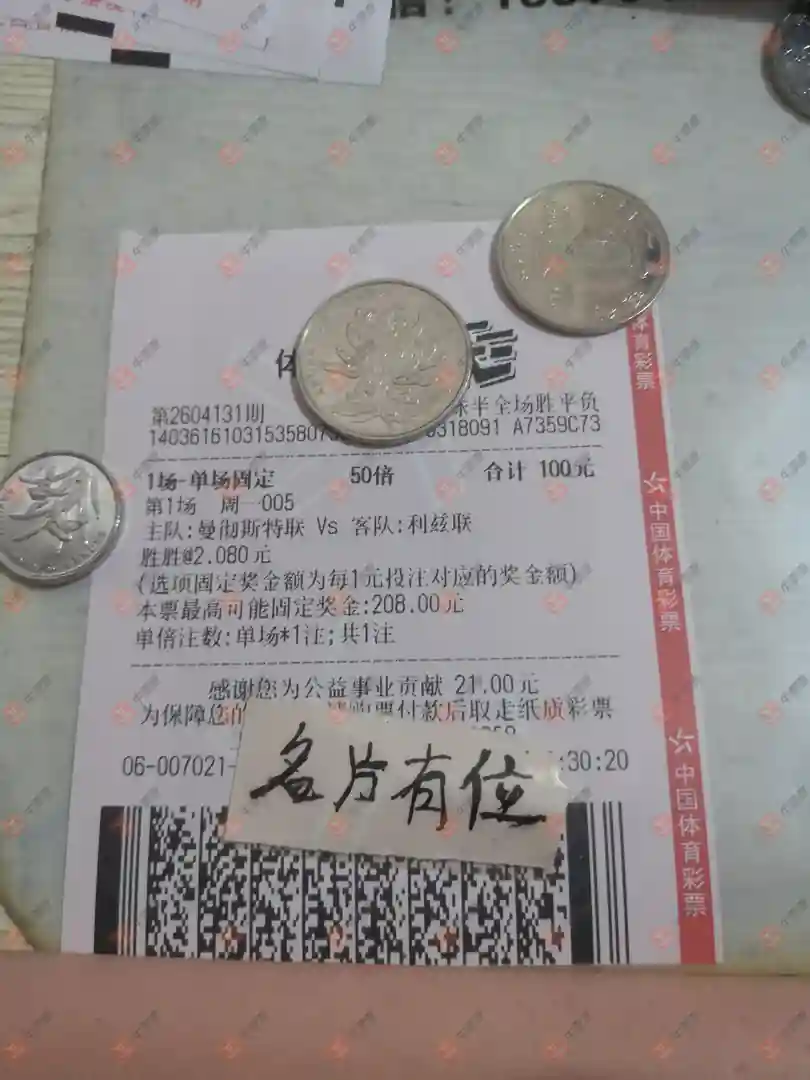 体
第2604131期
球半全场胜平负
14036161031535807
0318091 A7359C73
1场-单场固定 50倍 合计 100元
第1场 周一005
主队:曼彻斯特联 Vs 客队:利兹联
胜胜@2.080元
(选项固定奖金额为每1元投注对应的奖金额)
本票最高可能固定奖金:208.00元
单倍注数:单场*1注;共1注
感谢您为公益事业贡献 21.00元
为保障您的 购票付款后取走纸质彩票
06-007021- :30:20
名片有位
体育彩票
中国体育彩票
中国体育彩票